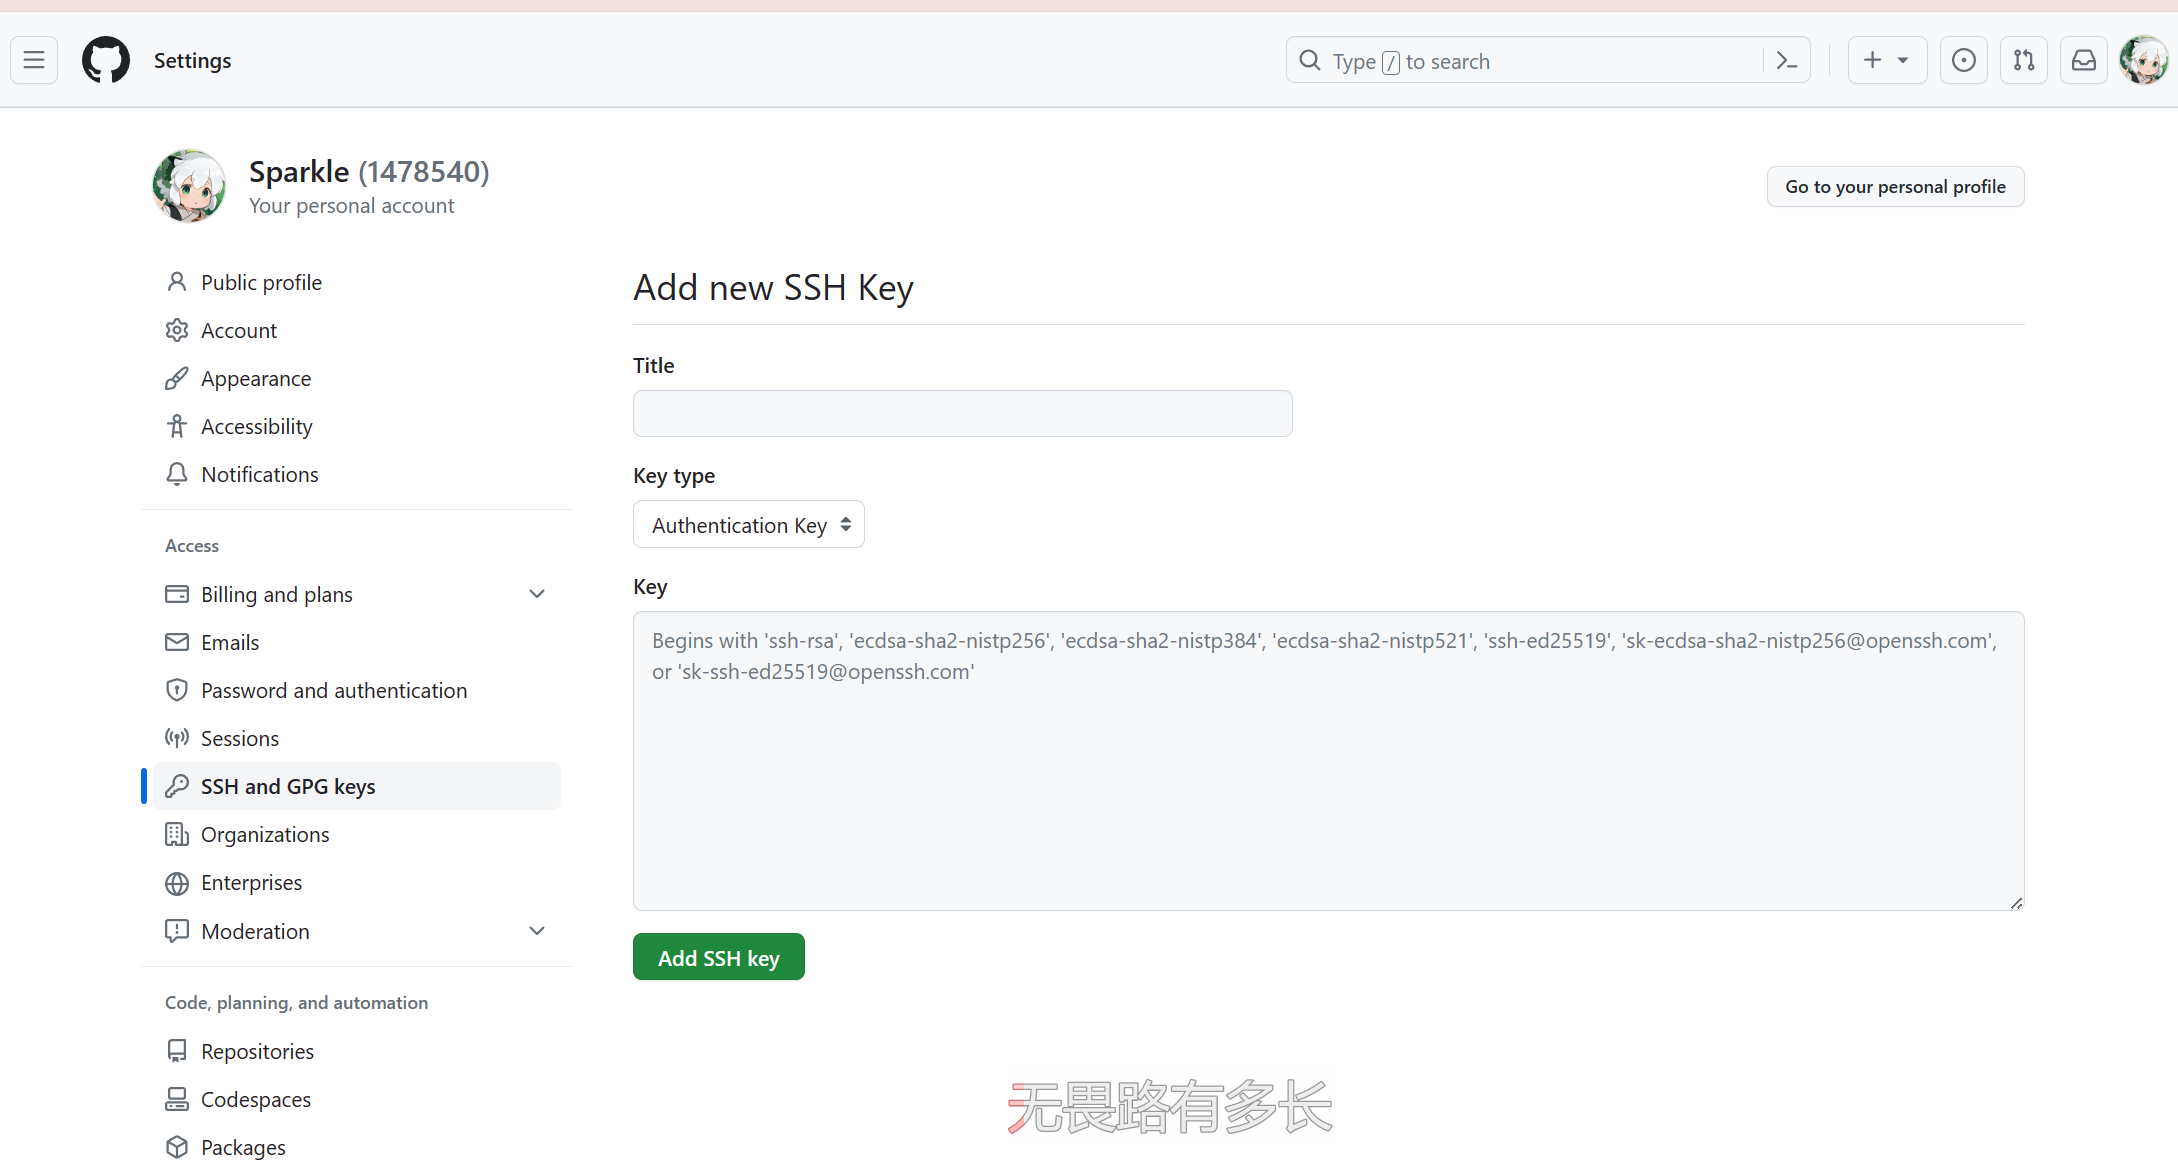 Settings
Type / to search
Sparkle (1478540)
Your personal account
Go to your personal profile
Public profile
Account
Appearance
Accessibility
Notifications
Access
Billing and plans
Emails
Password and authentication
Sessions
SSH and GPG keys
Organizations
Enterprises
Moderation
Code, planning, and automation
Repositories
Codespaces
Packages
Add new SSH Key
Title
Key type
Authentication Key
Key
Begins with 'ssh-rsa', 'ecdsa-sha2-nistp256', 'ecdsa-sha2-nistp384', 'ecdsa-sha2-nistp521', 'ssh-ed25519', 'sk-ecdsa-sha2-nistp256@openssh.com',
or 'sk-ssh-ed25519@openssh.com'
Add SSH key
无畏路有多长